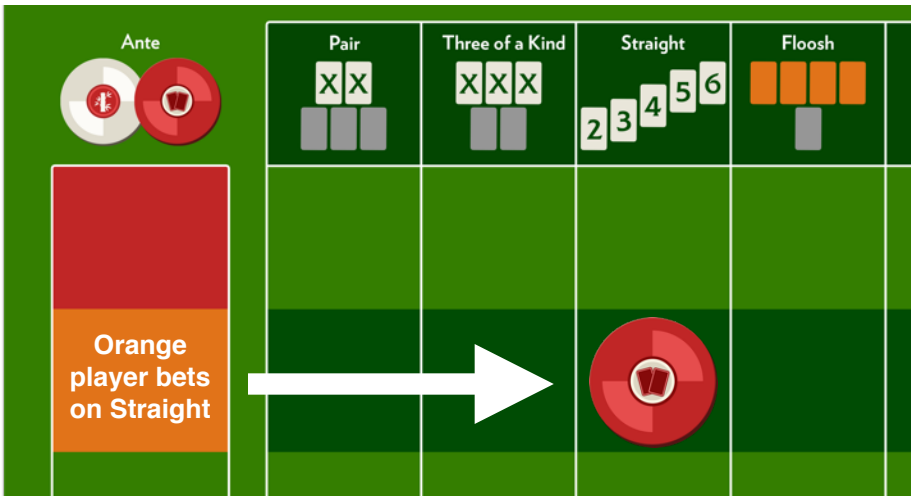 Ante
Pair
Three of a Kind
Straight
Floosh
X X
X X X
2 3 4 5 6
Orange
player bets
on Straight